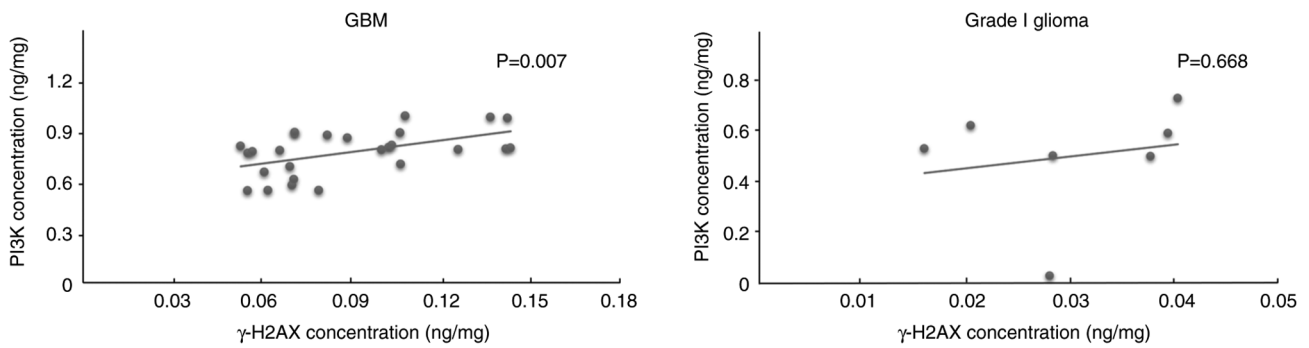 GBM
P=0.007
PI3K concentration (ng/mg)
1.2
0.9
0.6
0.3
0
0.03 0.06 0.09 0.12 0.15 0.18
γ-H2AX concentration (ng/mg)
Grade I glioma
P=0.668
PI3K concentration (ng/mg)
0.8
0.6
0.4
0.2
0
0.01 0.02 0.03 0.04 0.05
γ-H2AX concentration (ng/mg)